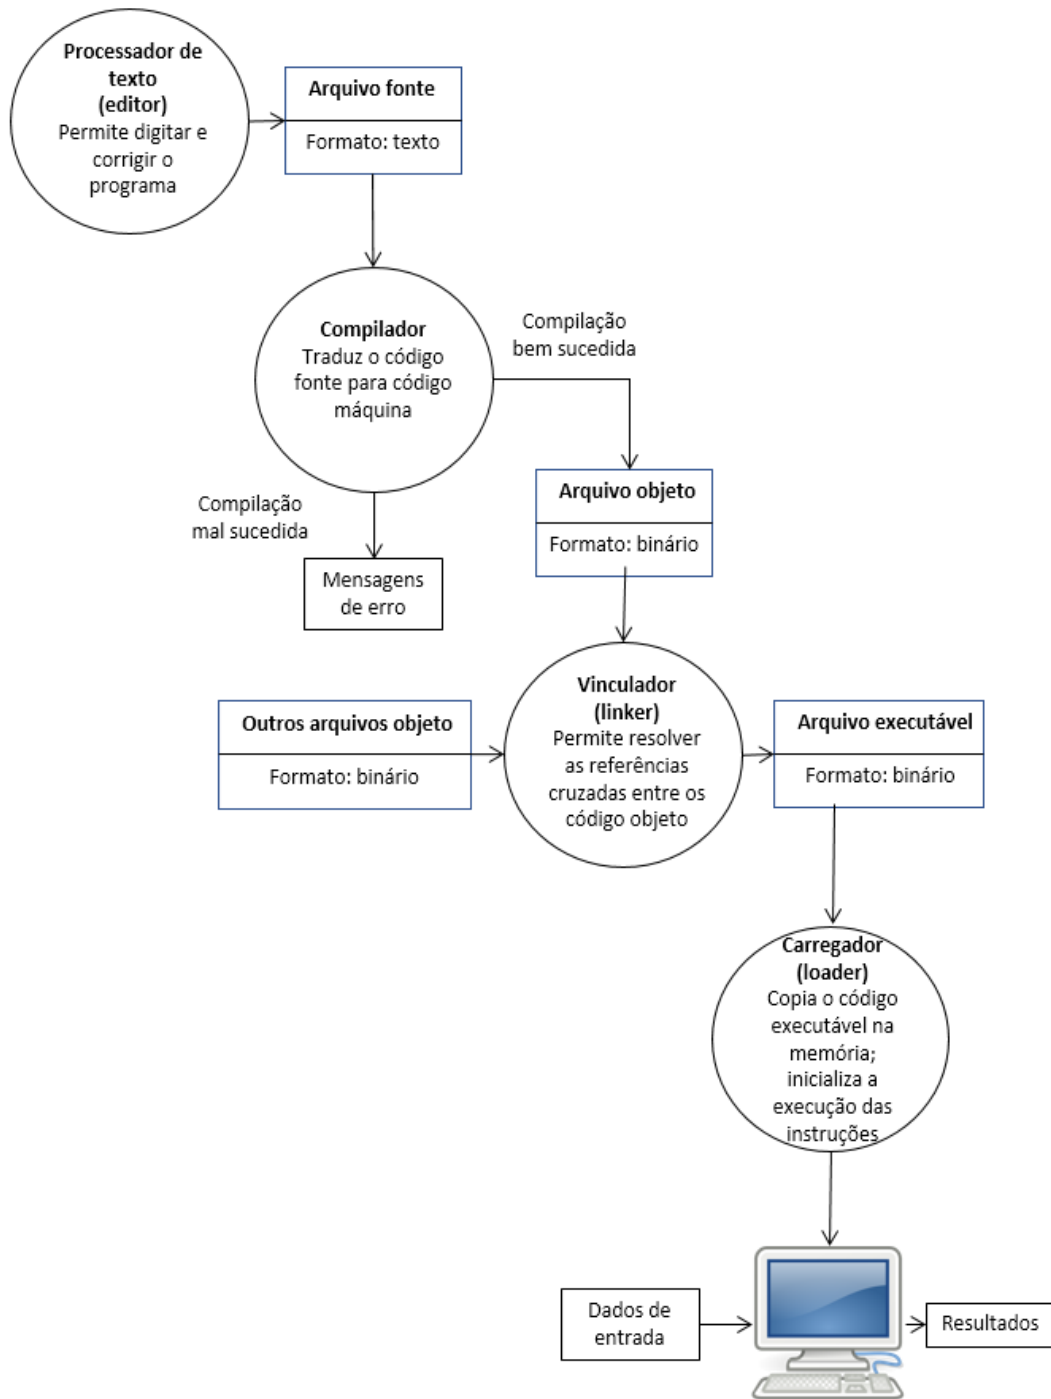 Processador de
texto
(editor)
Permite digitar e
corrigir o
programa
Arquivo fonte
Formato: texto
Compilador
Traduz o código
fonte para código
máquina
Compilação
bem sucedida
Compilação
mal sucedida
Mensagens
de erro
Arquivo objeto
Formato: binário
Outros arquivos objeto
Formato: binário
Vinculador
(linker)
Permite resolver
as referências
cruzadas entre os
código objeto
Arquivo executável
Formato: binário
Carregador
(loader)
Copia o código
executável na
memória;
inicializa a
execução das
instruções
Dados de
entrada
Resultados